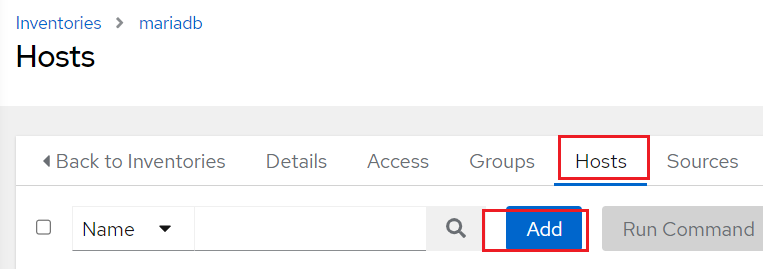 Inventories > mariadb
Hosts
Back to Inventories Details Access Groups Hosts Sources
Name Add Run Command